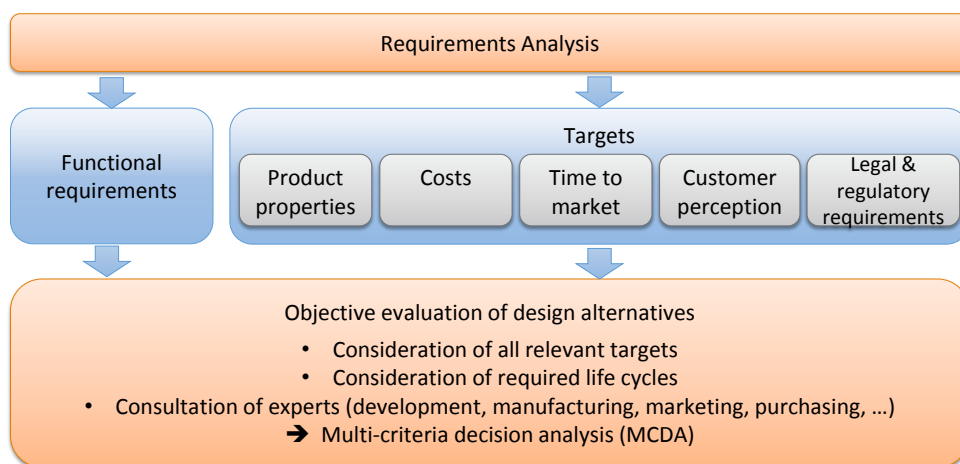 Requirements Analysis
Functional
requirements
Targets
Product
properties
Costs
Time to
market
Customer
perception
Legal &
regulatory
requirements
Objective evaluation of design alternatives
• Consideration of all relevant targets
• Consideration of required life cycles
• Consultation of experts (development, manufacturing, marketing, purchasing, …)
➔ Multi-criteria decision analysis (MCDA)